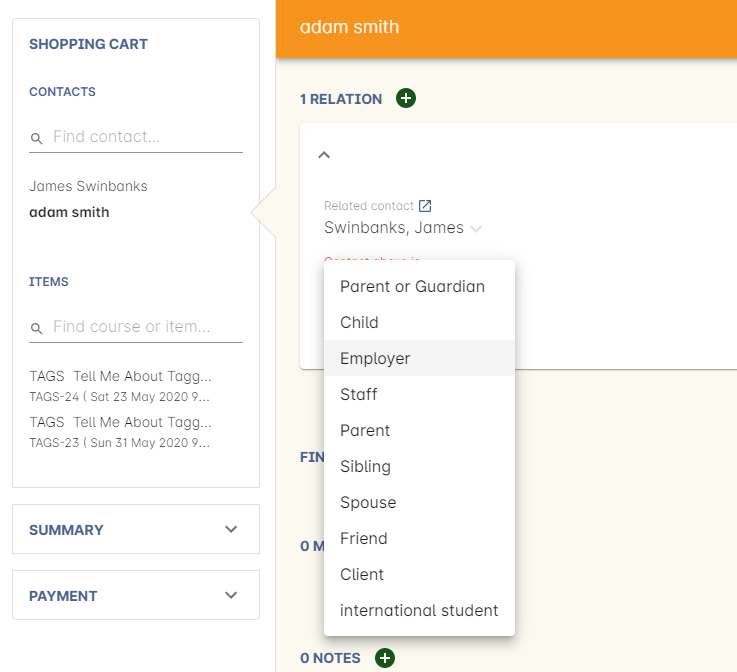 SHOPPING CART
CONTACTS
Find contact...
James Swinbanks
adam smith
ITEMS
Find course or item...
TAGS Tell Me About Tagg...
TAGS-24 ( Sat 23 May 2020 9...
TAGS Tell Me About Tagg...
TAGS-23 ( Sun 31 May 2020 9...
SUMMARY
PAYMENT
adam smith
1 RELATION
Related contact
Swinbanks, James
Contact above is
Parent or Guardian
Child
Employer
Staff
Parent
Sibling
Spouse
Friend
Client
international student
FIN
0 M
0 NOTES